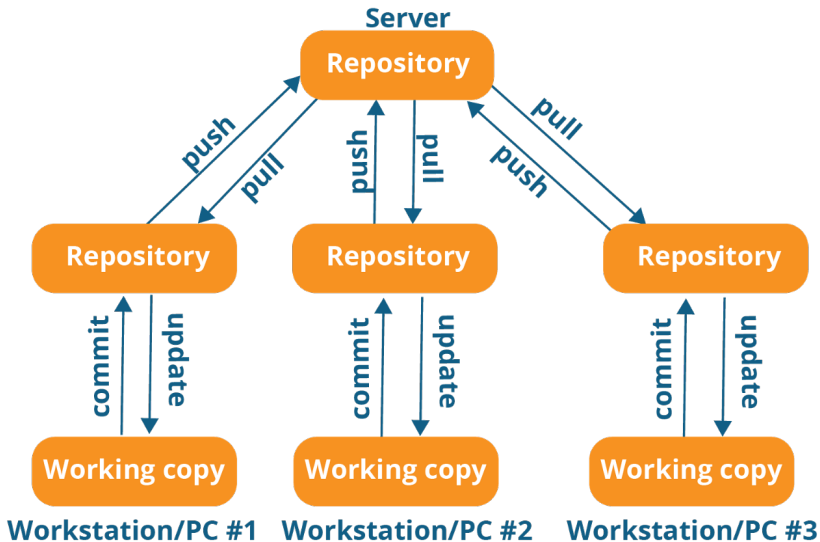 Server
Repository
push
pull
push
pull
push
pull
Repository
Repository
Repository
commit
update
commit
update
commit
update
Working copy
Working copy
Working copy
Workstation/PC #1
Workstation/PC #2
Workstation/PC #3